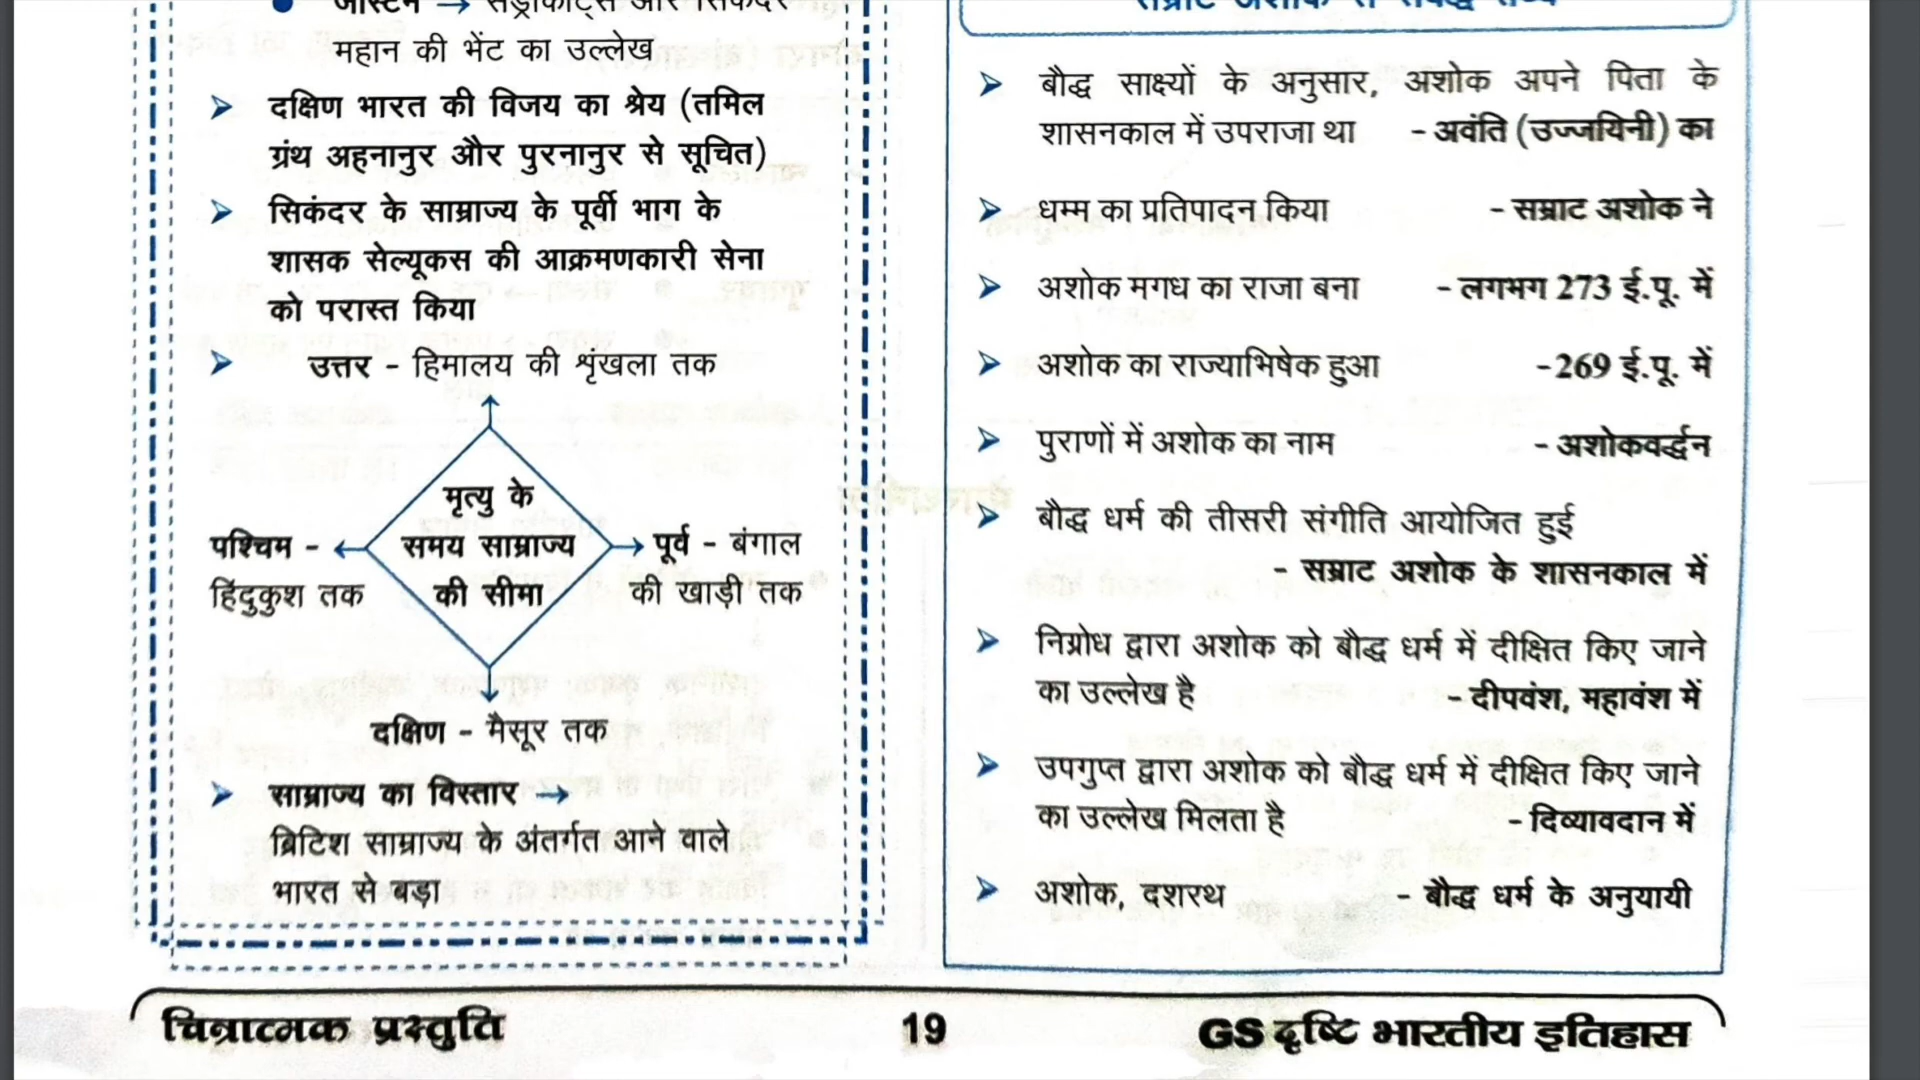 महान की भेंट का उल्लेख
दक्षिण भारत की विजय का श्रेय (तमिल
ग्रंथ अहनानुर और पुरनानुर से सूचित)
सिकंदर के साम्राज्य के पूर्वी भाग के
शासक सेल्यूकस की आक्रमणकारी सेना
को परास्त किया
उत्तर - हिमालय की शृंखला तक
मृत्यु के
समय साम्राज्य
की सीमा
पश्चिम -
हिंदुकुश तक
पूर्व - बंगाल
की खाड़ी तक
दक्षिण - मैसूर तक
साम्राज्य का विस्तार →
ब्रिटिश साम्राज्य के अंतर्गत आने वाले
भारत से बड़ा
बौद्ध साक्ष्यों के अनुसार, अशोक अपने पिता के
शासनकाल में उपराजा था - अवंति (उज्जयिनी) का
धम्म का प्रतिपादन किया - सम्राट अशोक ने
अशोक मगध का राजा बना - लगभग 273 ई.पू. में
अशोक का राज्याभिषेक हुआ -269 ई.पू. में
पुराणों में अशोक का नाम - अशोकवर्द्धन
बौद्ध धर्म की तीसरी संगीति आयोजित हुई
- सम्राट अशोक के शासनकाल में
निग्रोध द्वारा अशोक को बौद्ध धर्म में दीक्षित किए जाने
का उल्लेख है - दीपवंश, महावंश में
उपगुप्त द्वारा अशोक को बौद्ध धर्म में दीक्षित किए जाने
का उल्लेख मिलता है - दिव्यावदान में
अशोक, दशरथ - बौद्ध धर्म के अनुयायी
चित्रात्मक प्रस्तुति 19 GS दृष्टि भारतीय इतिहास